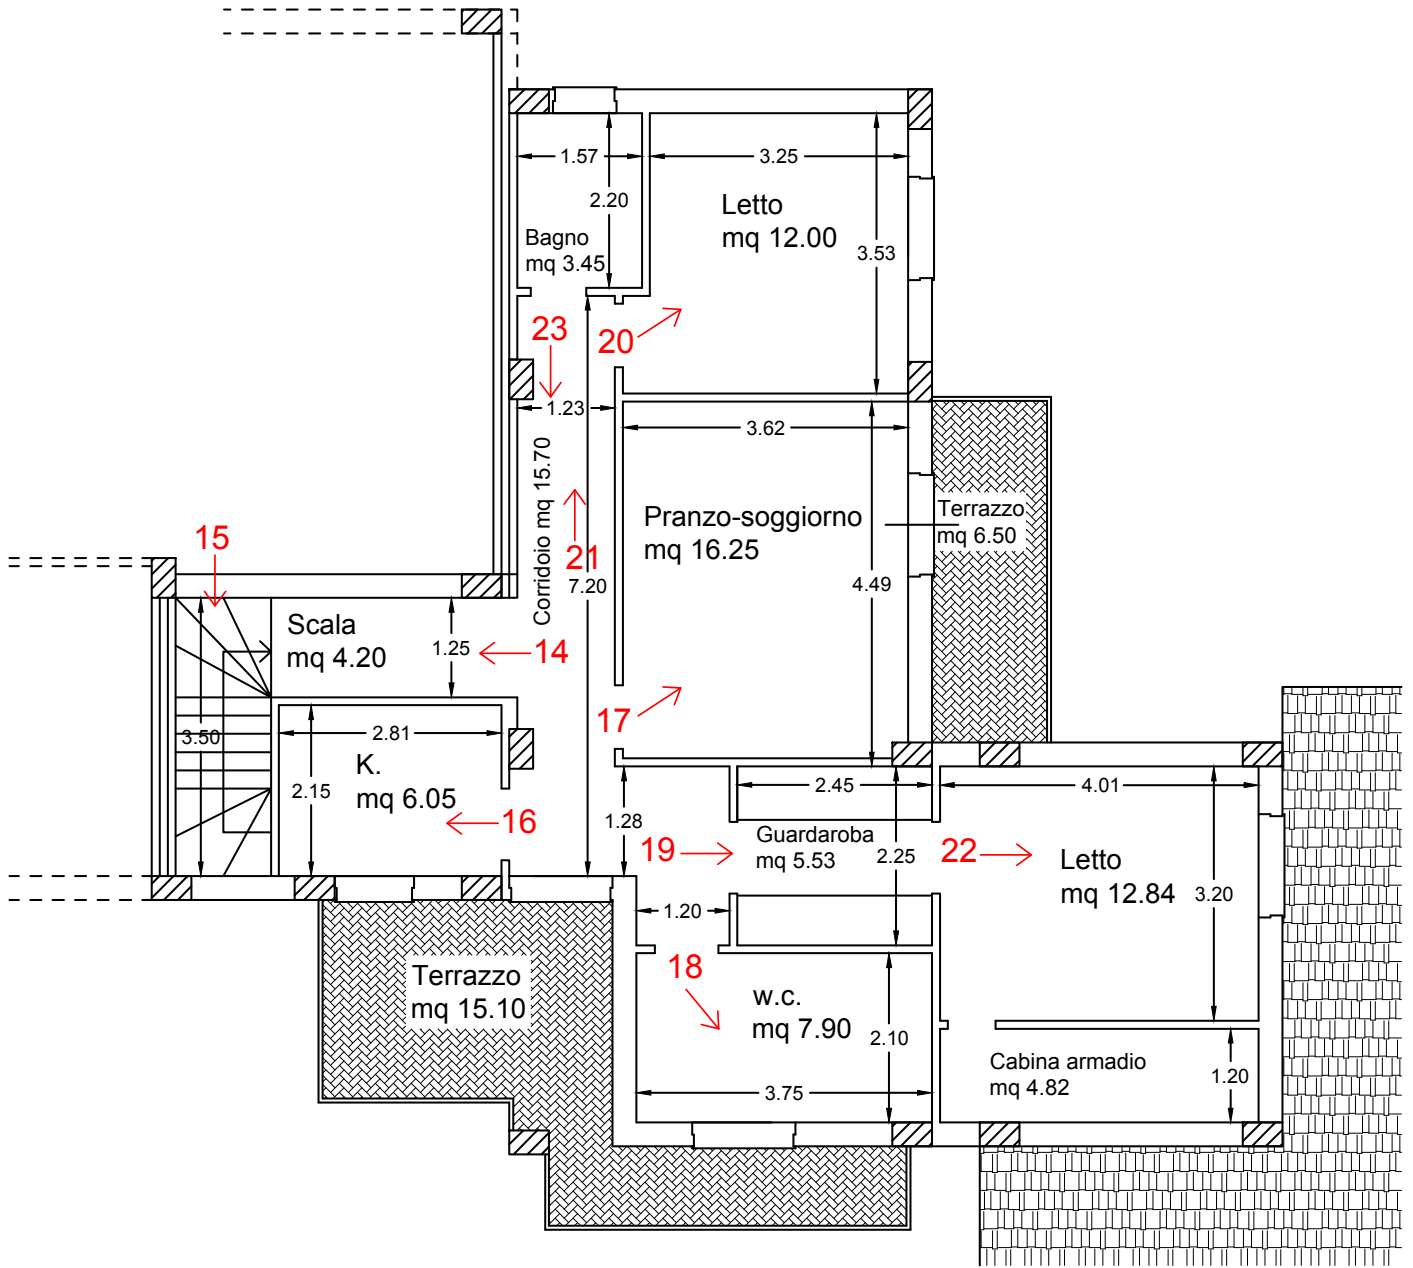 1.57
3.25
2.20
Letto
mq 12.00
Bagno
mq 3.45
3.53
23
20
1.23
3.62
Corridoio mq 15.70
Pranzo-soggiorno
mq 16.25
Terrazzo
mq 6.50
15
21
7.20
4.49
Scala
mq 4.20
1.25
14
17
3.50
2.81
K.
mq 6.05
2.15
16
2.45
4.01
1.28
19
Guardaroba
mq 5.53
2.25
22
Letto
mq 12.84
3.20
1.20
18
Terrazzo
mq 15.10
w.c.
mq 7.90
2.10
Cabina armadio
mq 4.82
1.20
3.75